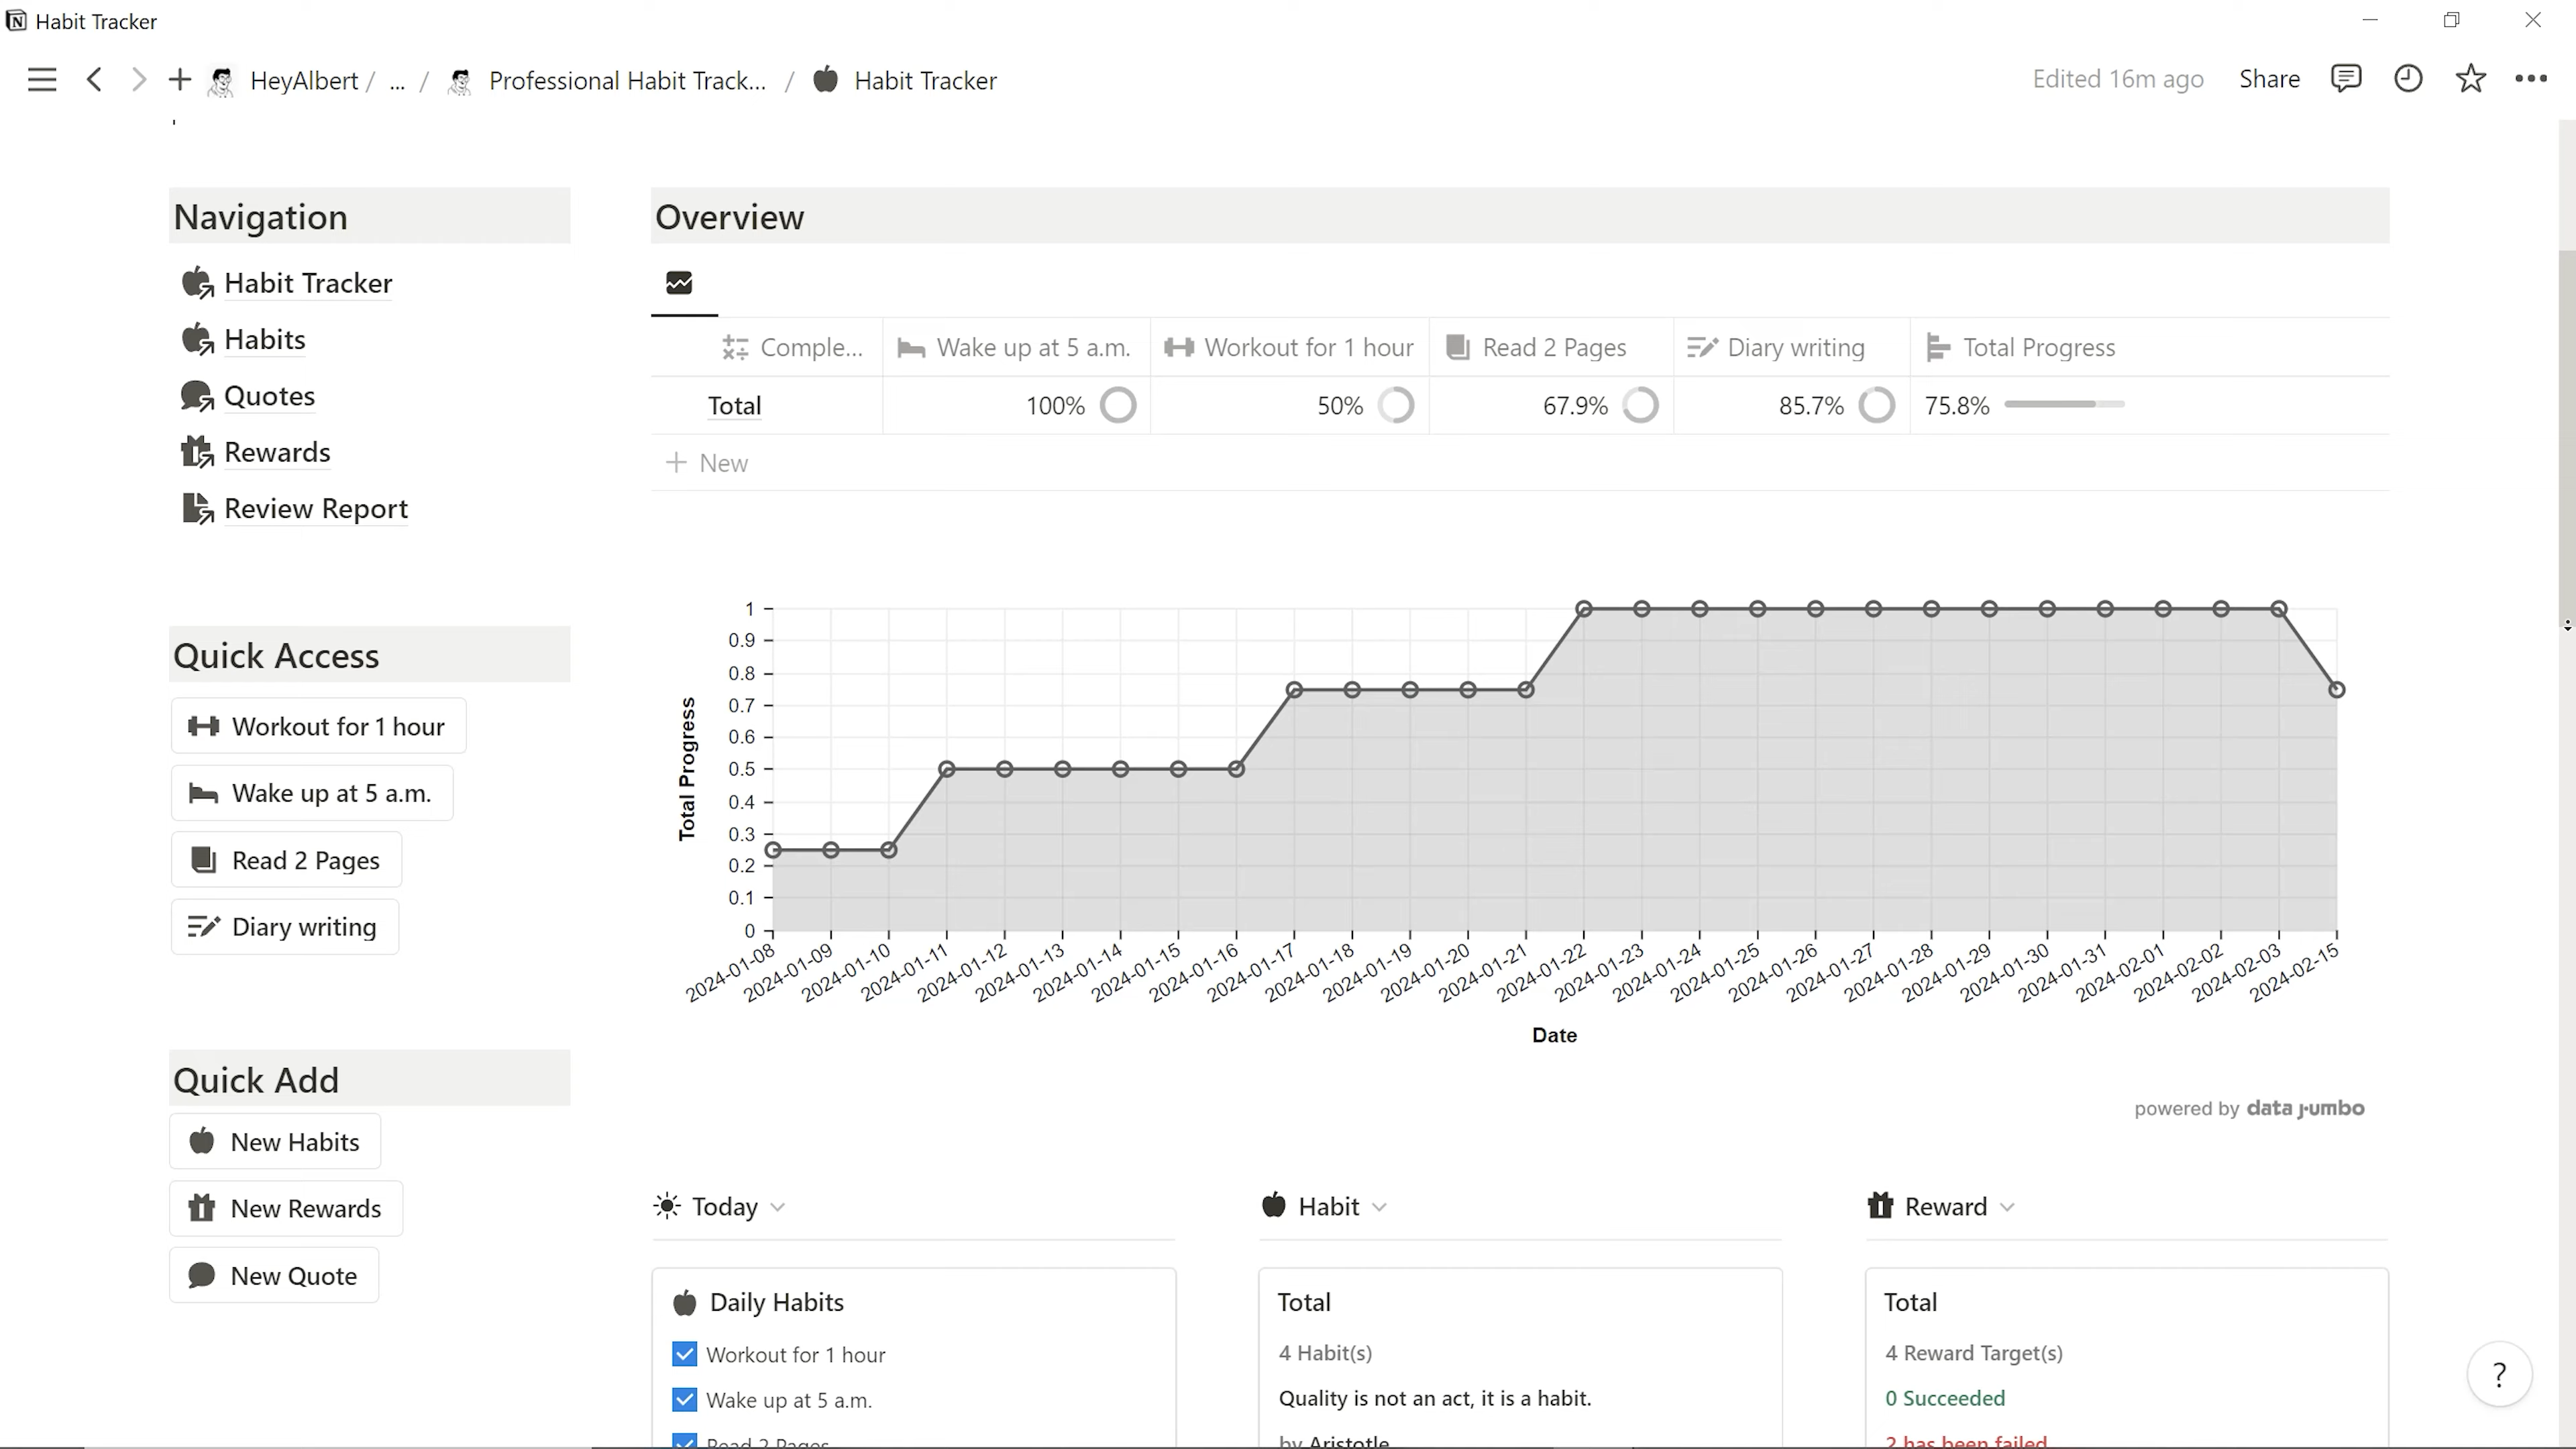 Habit Tracker
HeyAlbert / ... / Professional Habit Track... / Habit Tracker
Edited 16m ago Share
Navigation
Habit Tracker
Habits
Quotes
Rewards
Review Report
Quick Access
Workout for 1 hour
Wake up at 5 a.m.
Read 2 Pages
Diary writing
Quick Add
New Habits
New Rewards
New Quote
Overview
Comple... Wake up at 5 a.m. Workout for 1 hour Read 2 Pages Diary writing Total Progress
Total 100% 50% 67.9% 85.7% 75.8%
+ New
Total Progress
1
0.9
0.8
0.7
0.6
0.5
0.4
0.3
0.2
0.1
0
2024-01-08 2024-01-09 2024-01-10 2024-01-11 2024-01-12 2024-01-13 2024-01-14 2024-01-15 2024-01-16 2024-01-17 2024-01-18 2024-01-19 2024-01-20 2024-01-21 2024-01-22 2024-01-23 2024-01-24 2024-01-25 2024-01-26 2024-01-27 2024-01-28 2024-01-29 2024-01-30 2024-01-31 2024-02-01 2024-02-02 2024-02-03 2024-02-15
Date
powered by data jumbo
Today
Daily Habits
Workout for 1 hour
Wake up at 5 a.m.
Read 2 Pages
Habit
Total
4 Habit(s)
Quality is not an act, it is a habit.
by Aristotle
Reward
Total
4 Reward Target(s)
0 Succeeded
2 has been failed
?